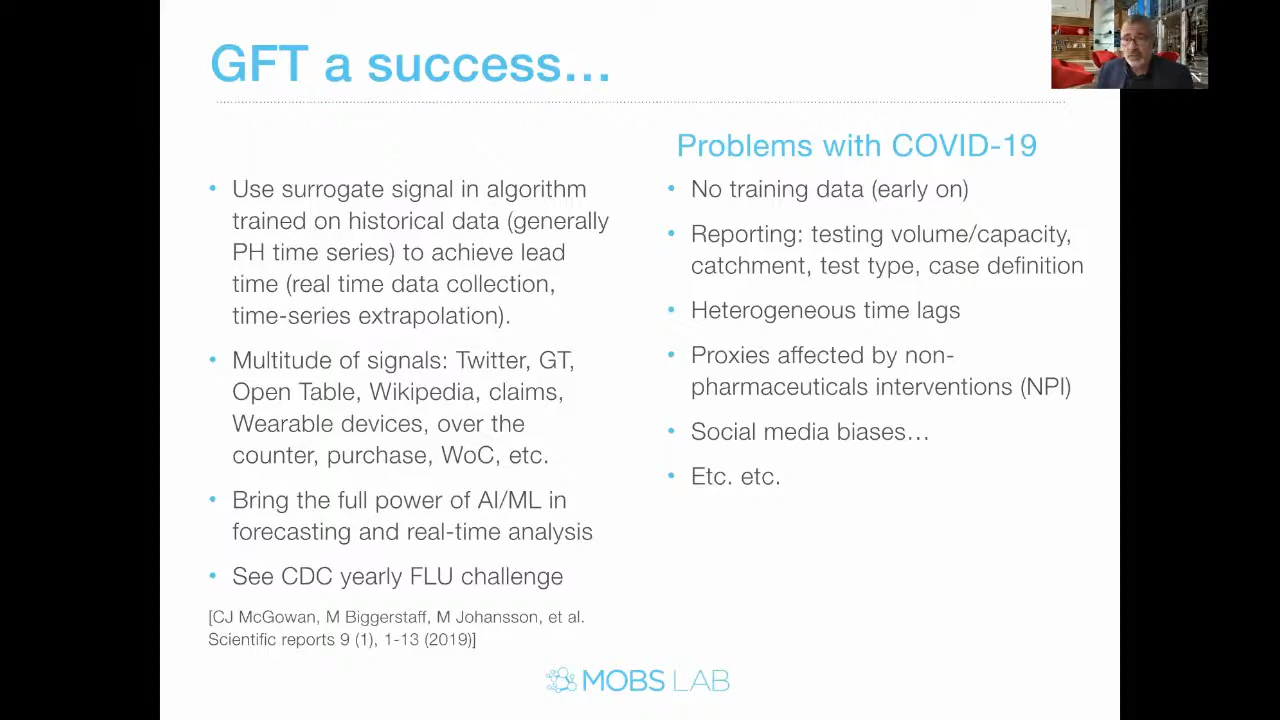 GFT a success...
Use surrogate signal in algorithm
trained on historical data (generally
PH time series) to achieve lead
time (real time data collection,
time-series extrapolation).
Multitude of signals: Twitter, GT,
Open Table, Wikipedia, claims,
Wearable devices, over the
counter, purchase, WoC, etc.
Bring the full power of AI/ML in
forecasting and real-time analysis
See CDC yearly FLU challenge
[CJ McGowan, M Biggerstaff, M Johansson, et al.
Scientific reports 9 (1), 1-13 (2019)]
Problems with COVID-19
No training data (early on)
Reporting: testing volume/capacity,
catchment, test type, case definition
Heterogeneous time lags
Proxies affected by non-
pharmaceuticals interventions (NPI)
Social media biases...
Etc. etc.
MOBS LAB